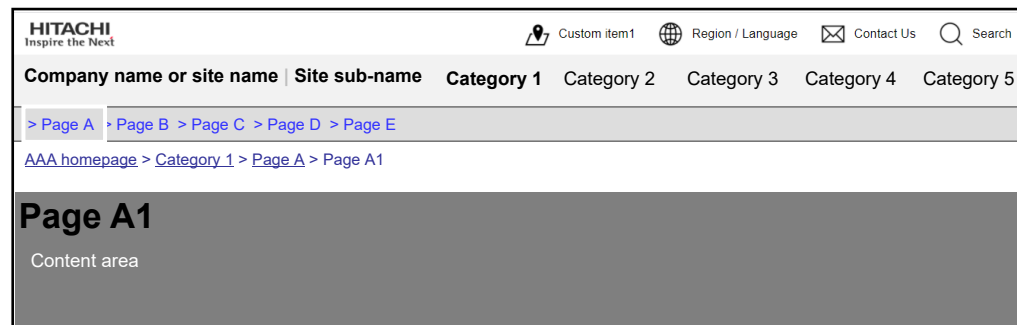 HITACHI
Inspire the Next
Custom item1 Region / Language Contact Us Search
Company name or site name | Site sub-name Category 1 Category 2 Category 3 Category 4 Category 5
> Page A > Page B > Page C > Page D > Page E
AAA homepage > Category 1 > Page A > Page A1
Page A1
Content area